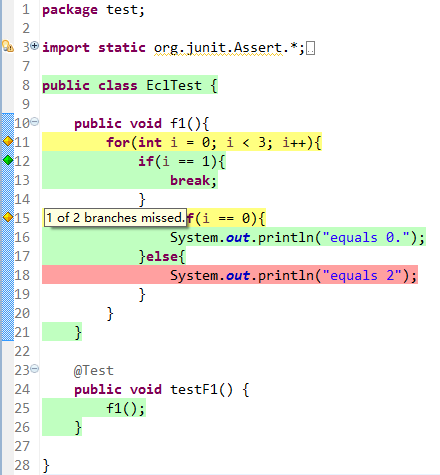 1 package test;
2
3 import static org.junit.Assert.*;
7
8 public class EclTest {
9
10 public void f1(){
11 for(int i = 0; i < 3; i++){
12 if(i == 1){
13 break;
14 }
15 1 of 2 branches missed. f(i == 0){
16 System.out.println("equals 0.");
17 }else{
18 System.out.println("equals 2");
19 }
20 }
21 }
22
23 @Test
24 public void testF1() {
25 f1();
26 }
27
28 }